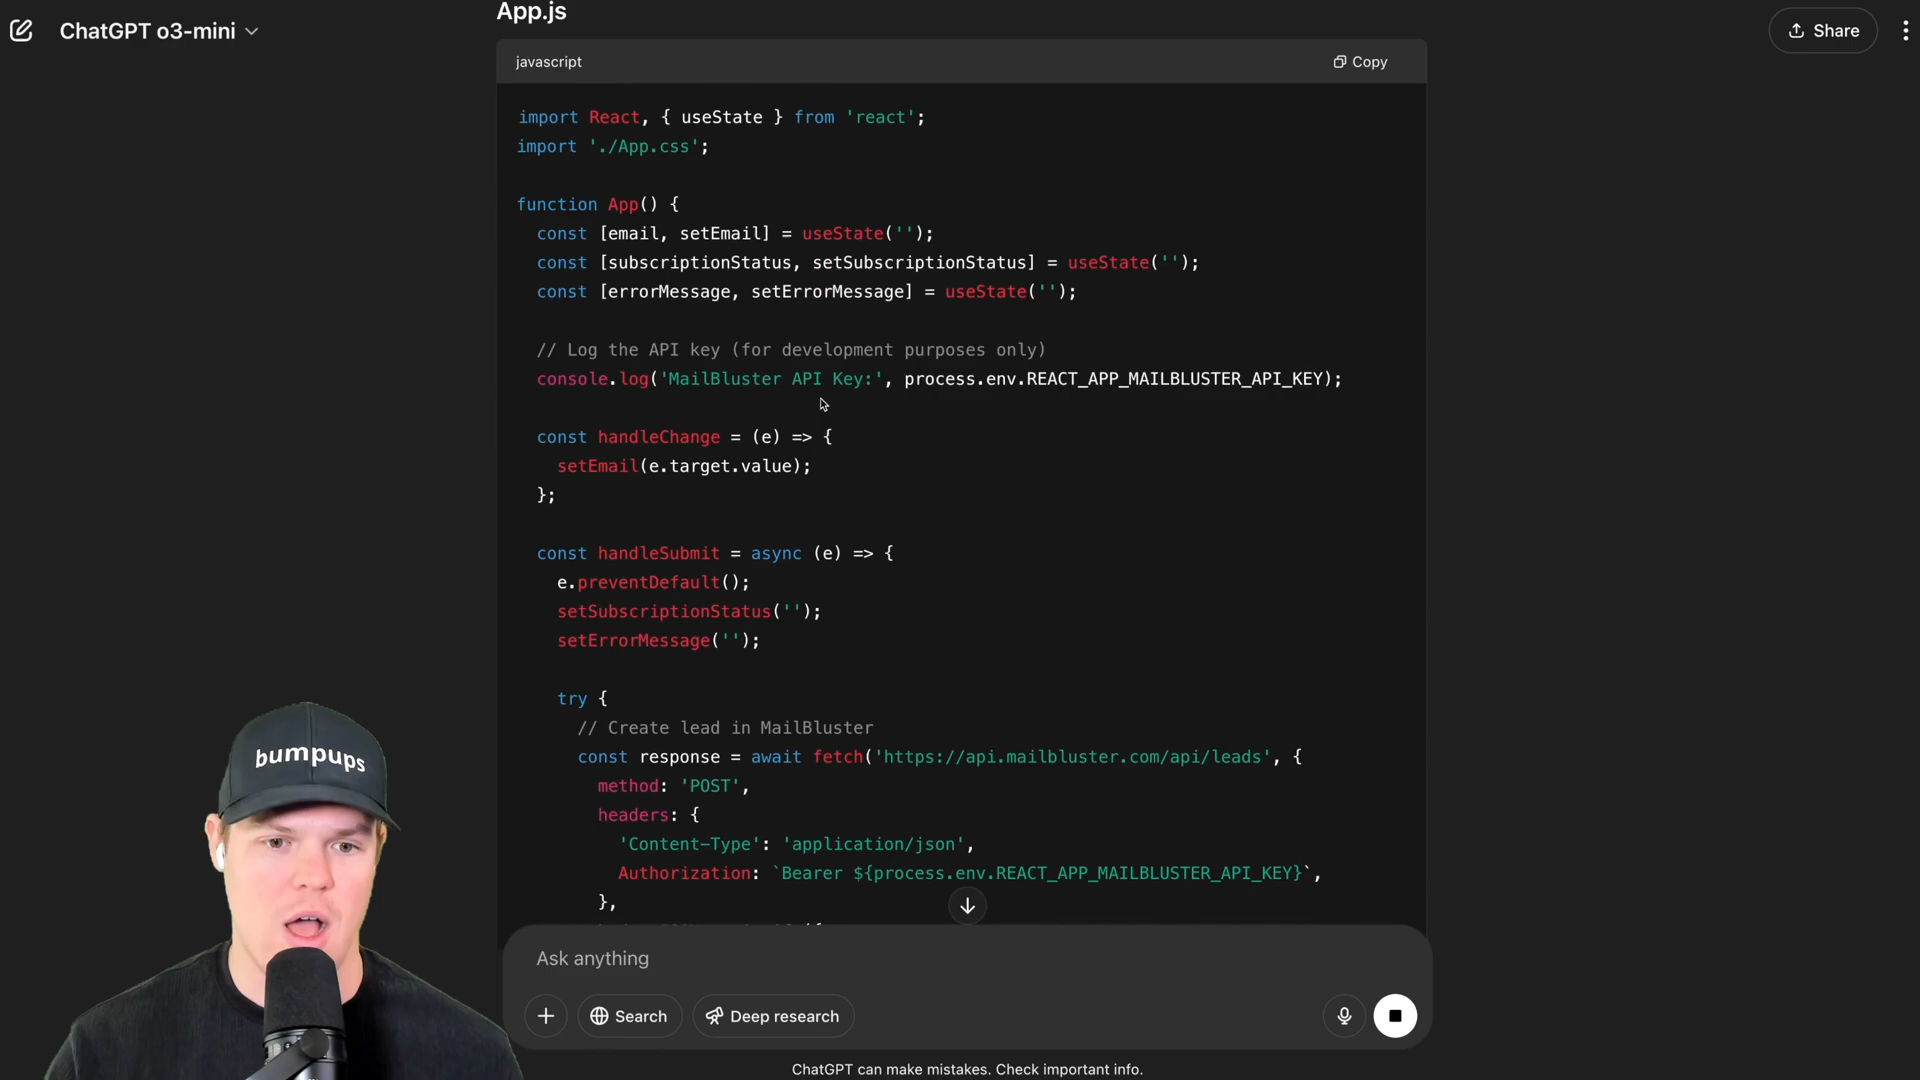 ChatGPT o3-mini
App.js
Share
javascript
Copy
import React, { useState } from 'react';
import './App.css';
function App() {
const [email, setEmail] = useState('');
const [subscriptionStatus, setSubscriptionStatus] = useState('');
const [errorMessage, setErrorMessage] = useState('');
// Log the API key (for development purposes only)
console.log('MailBluster API Key:', process.env.REACT_APP_MAILBLUSTER_API_KEY);
const handleChange = (e) => {
setEmail(e.target.value);
};
const handleSubmit = async (e) => {
e.preventDefault();
setSubscriptionStatus('');
setErrorMessage('');
try {
// Create lead in MailBluster
const response = await fetch('https://api.mailbluster.com/api/leads', {
method: 'POST',
headers: {
'Content-Type': 'application/json',
Authorization: `Bearer ${process.env.REACT_APP_MAILBLUSTER_API_KEY}`,
},
bumpups
Ask anything
Search
Deep research
ChatGPT can make mistakes. Check important info.